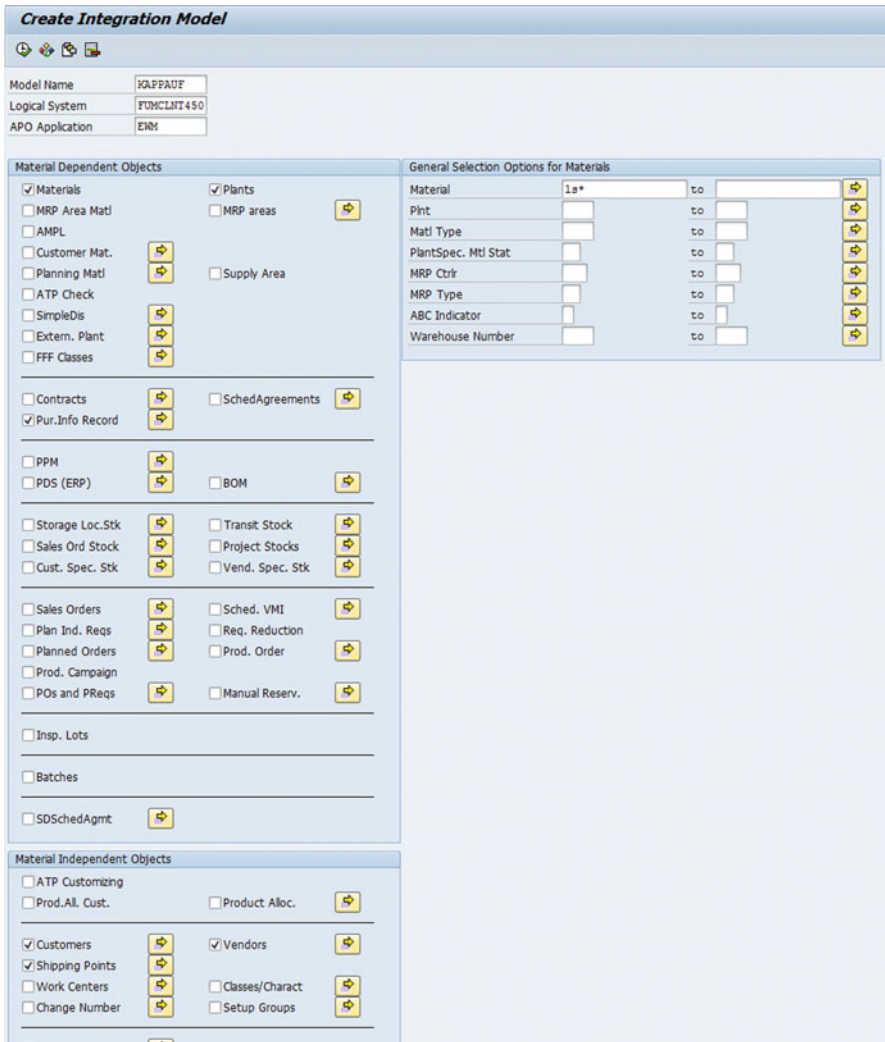 Create Integration Model
Model Name KAPPAUF
Logical System FUMCLNT450
APO Application EWM
Material Dependent Objects
Materials Plants
MRP Area Matl MRP areas
AMPL
Customer Mat.
Planning Matl Supply Area
ATP Check
SimpleDis
Extern. Plant
FFF Classes
Contracts SchedAgreements
Pur.Info Record
PPM
PDS (ERP) BOM
Storage Loc.Stk Transit Stock
Sales Ord Stock Project Stocks
Cust. Spec. Stk Vend. Spec. Stk
Sales Orders Sched. VMI
Plan Ind. Reqs Req. Reduction
Planned Orders Prod. Order
Prod. Campaign
POs and PReqs Manual Reserv.
Insp. Lots
Batches
SDSchedAgmt
Material Independent Objects
ATP Customizing
Prod.All. Cust. Product Alloc.
Customers Vendors
Shipping Points
Work Centers Classes/Charact
Change Number Setup Groups
General Selection Options for Materials
Material ls* to
Plnt to
Matl Type to
PlantSpec. Mtl Stat to
MRP Ctrlr to
MRP Type to
ABC Indicator to
Warehouse Number to